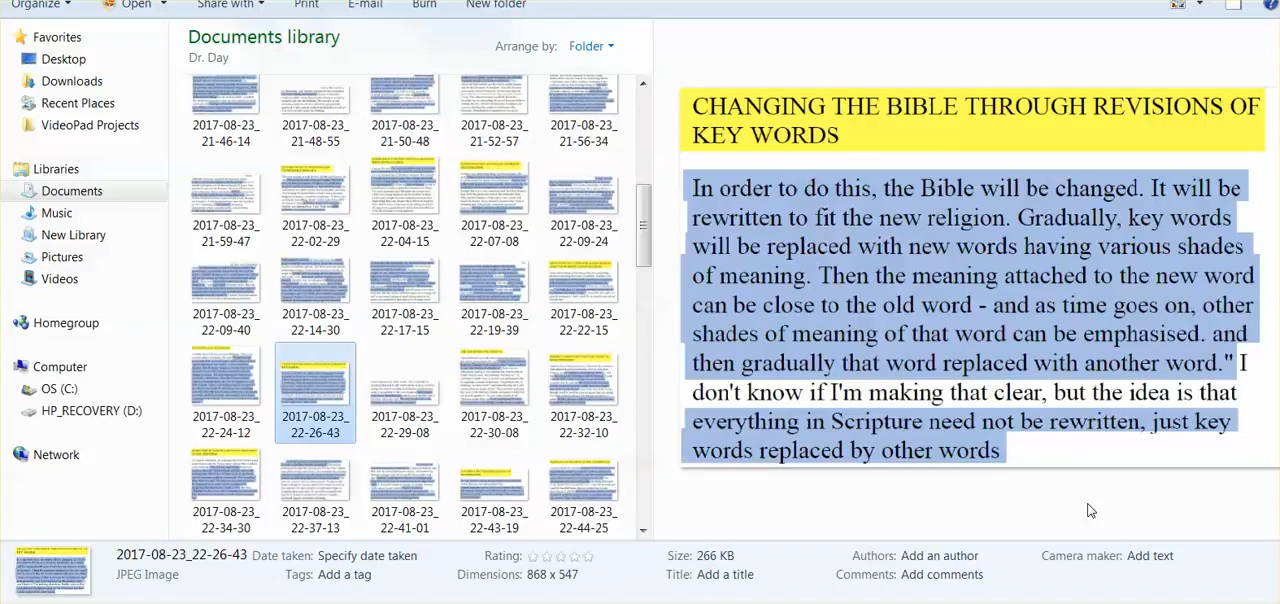 Organize
Open
Share with
Print
E-mail
Burn
New folder
Favorites
Desktop
Downloads
Recent Places
VideoPad Projects
Libraries
Documents
Music
New Library
Pictures
Videos
Homegroup
Computer
OS (C:)
HP_RECOVERY (D:)
Network
Documents library
Dr. Day
Arrange by: Folder
2017-08-23_ 2017-08-23_ 2017-08-23_ 2017-08-23_ 2017-08-23_
21-46-14 21-48-55 21-50-48 21-52-57 21-56-34
2017-08-23_ 2017-08-23_ 2017-08-23_ 2017-08-23_ 2017-08-23_
21-59-47 22-02-29 22-04-15 22-07-08 22-09-24
2017-08-23_ 2017-08-23_ 2017-08-23_ 2017-08-23_ 2017-08-23_
22-09-40 22-14-30 22-17-15 22-19-39 22-22-15
2017-08-23_ 2017-08-23_ 2017-08-23_ 2017-08-23_ 2017-08-23_
22-24-12 22-26-43 22-29-08 22-30-08 22-32-10
2017-08-23_ 2017-08-23_ 2017-08-23_ 2017-08-23_ 2017-08-23_
22-34-30 22-37-13 22-41-01 22-43-19 22-44-25
CHANGING THE BIBLE THROUGH REVISIONS OF
KEY WORDS
In order to do this, the Bible will be changed. It will be
rewritten to fit the new religion. Gradually, key words
will be replaced with new words having various shades
of meaning. Then the meaning attached to the new word
can be close to the old word - and as time goes on, other
shades of meaning of that word can be emphasised. and
then gradually that word replaced with another word." I
don't know if I'm making that clear, but the idea is that
everything in Scripture need not be rewritten, just key
words replaced by other words
2017-08-23_22-26-43 Date taken: Specify date taken Rating: Size: 266 KB Authors: Add an author Camera maker: Add text
JPEG Image Tags: Add a tag 868 x 547 Title: Comments: Add comments